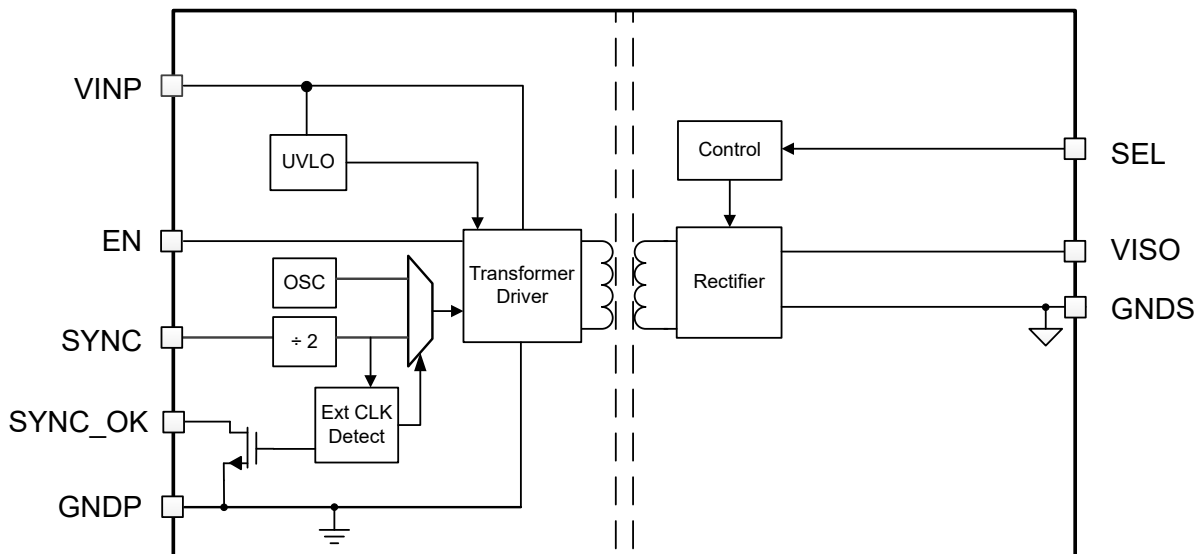 VINP
UVLO
Control
SEL
EN
Transformer
Driver
Rectifier
VISO
OSC
GNDS
SYNC
÷ 2
SYNC_OK
Ext CLK
Detect
GNDP